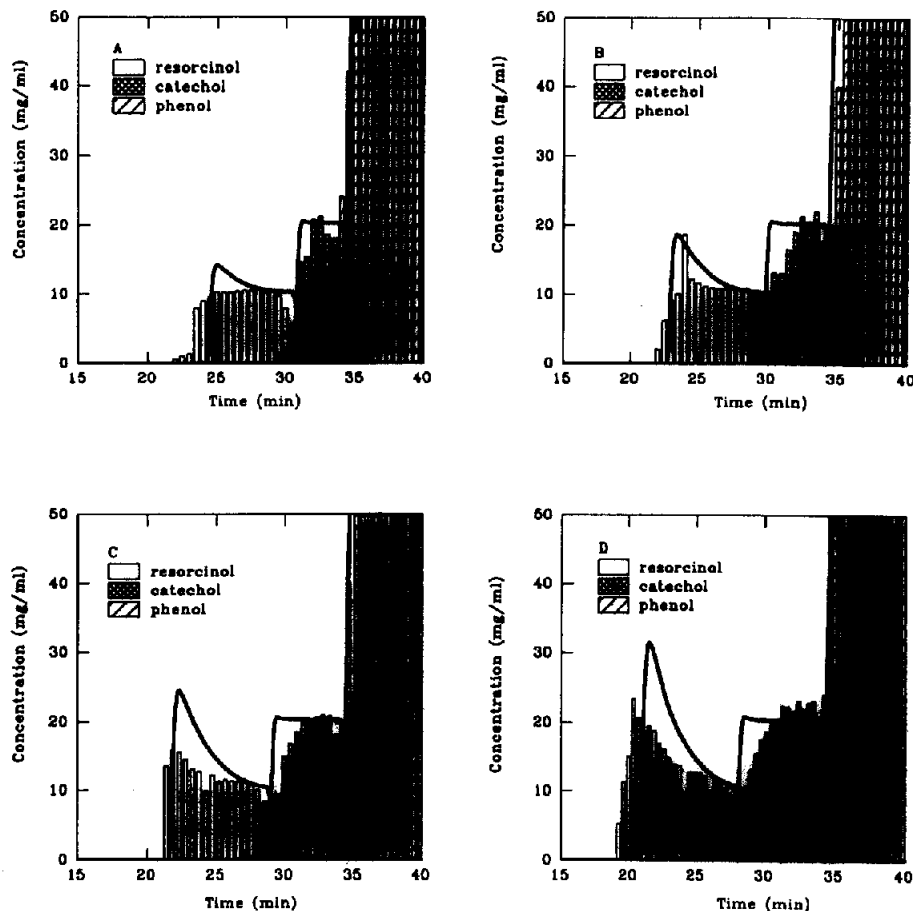 A
resorcinol
catechol
phenol
Concentration (mg/ml)
50
40
30
20
10
0
15 20 25 30 35 40
Time (min)
B
resorcinol
catechol
phenol
Concentration (mg/ml)
50
40
30
20
10
0
15 20 25 30 35 40
Time (min)
C
resorcinol
catechol
phenol
Concentration (mg/ml)
50
40
30
20
10
0
15 20 25 30 35 40
Time (min)
D
resorcinol
catechol
phenol
Concentration (mg/ml)
50
40
30
20
10
0
15 20 25 30 35 40
Time (min)